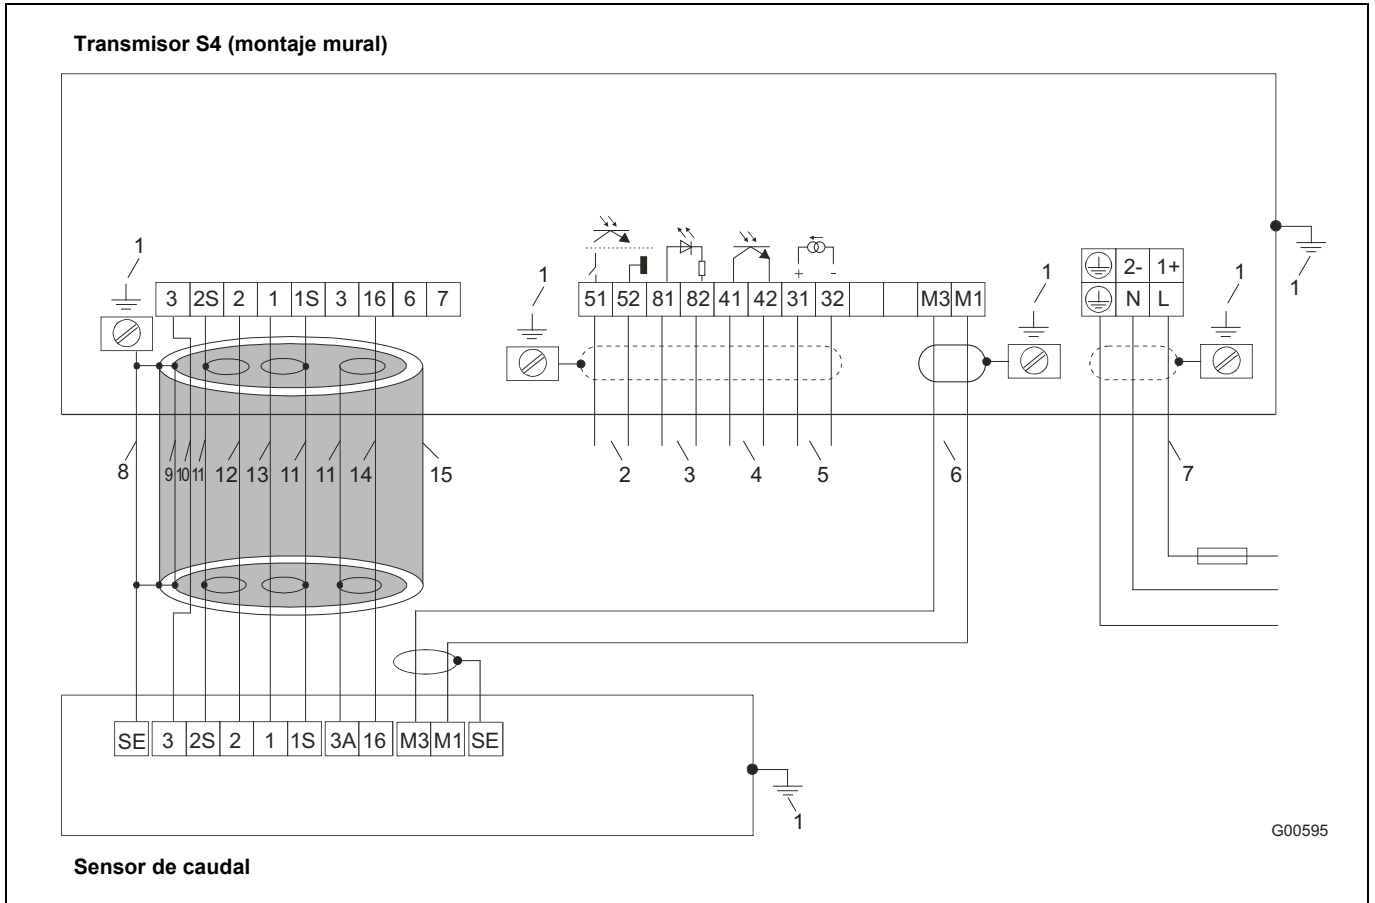 Transmisor S4 (montaje mural)
1
1
1
1
1
2- 1+
3 2S 2 1 1S 3 16 6 7
+ -
51 52 81 82 41 42 31 32 M3 M1
N L
8 9 10 11 12 13 11 11 14 15
2 3 4 5 6 7
SE 3 2S 2 1 1S 3A 16 M3 M1 SE
1
G00595
Sensor de caudal